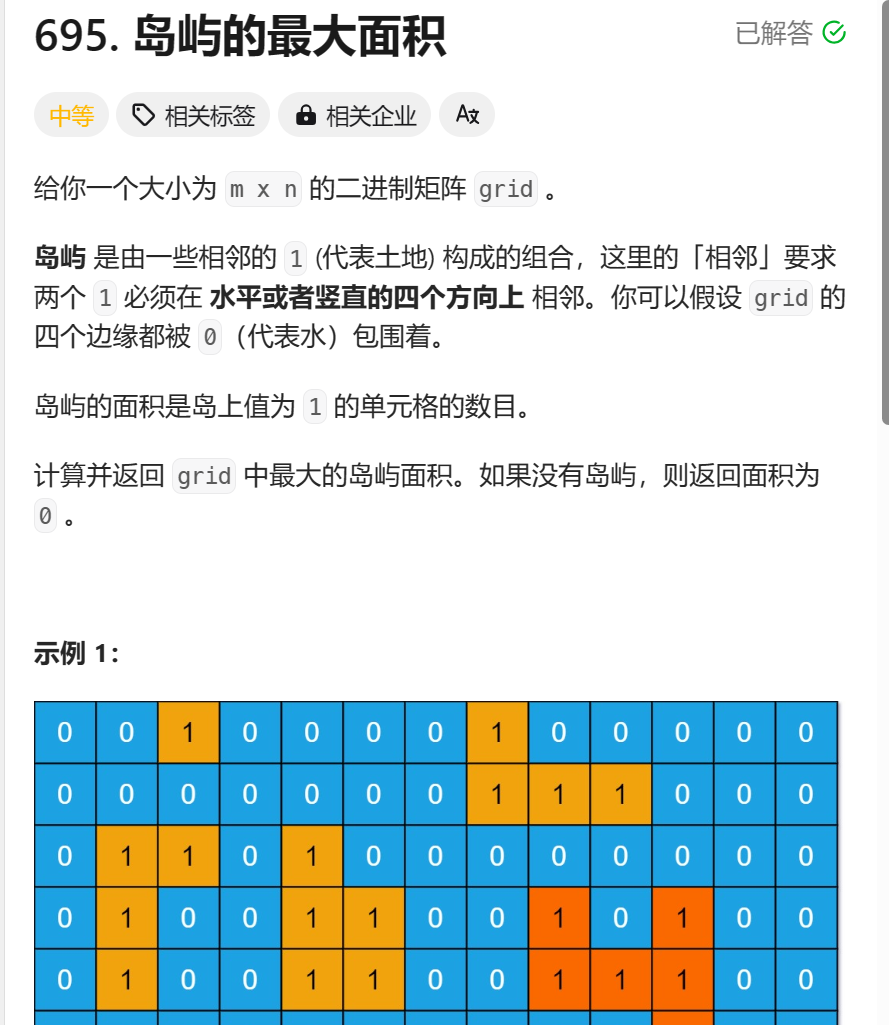 695. 岛屿的最大面积
已解答
中等 相关标签 相关企业 A文
给你一个大小为 m x n 的二进制矩阵 grid 。
岛屿 是由一些相邻的 1 (代表土地) 构成的组合，这里的「相邻」要求
两个 1 必须在 水平或者竖直的四个方向上 相邻。你可以假设 grid 的
四个边缘都被 0（代表水）包围着。
岛屿的面积是岛上值为 1 的单元格的数目。
计算并返回 grid 中最大的岛屿面积。如果没有岛屿，则返回面积为
0 。
示例 1：
0 0 1 0 0 0 0 1 0 0 0 0 0
0 0 0 0 0 0 0 1 1 1 0 0 0
0 1 1 0 1 0 0 0 0 0 0 0 0
0 1 0 0 1 1 0 0 1 0 1 0 0
0 1 0 0 1 1 0 0 1 1 1 0 0